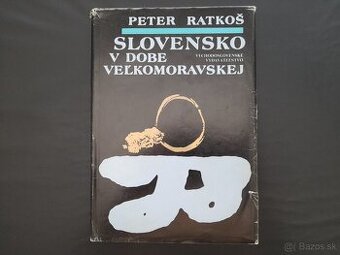 PETER RATKOŠ
SLOVENSKO
V DOBE
VÝCHODOSLOVENSKÉ
VYDAVATEĽSTVO
VEĽKOMORAVSKEJ
Bazos.sk